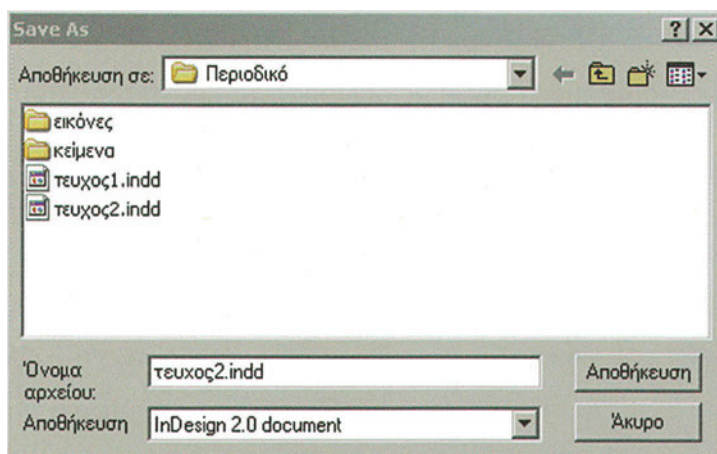 Save As
Αποθήκευση σε: Περιοδικό
εικόνες
κείμενα
τευχος1.indd
τευχος2.indd
Όνομα αρχείου: τευχος2.indd Αποθήκευση
Αποθήκευση InDesign 2.0 document Άκυρο